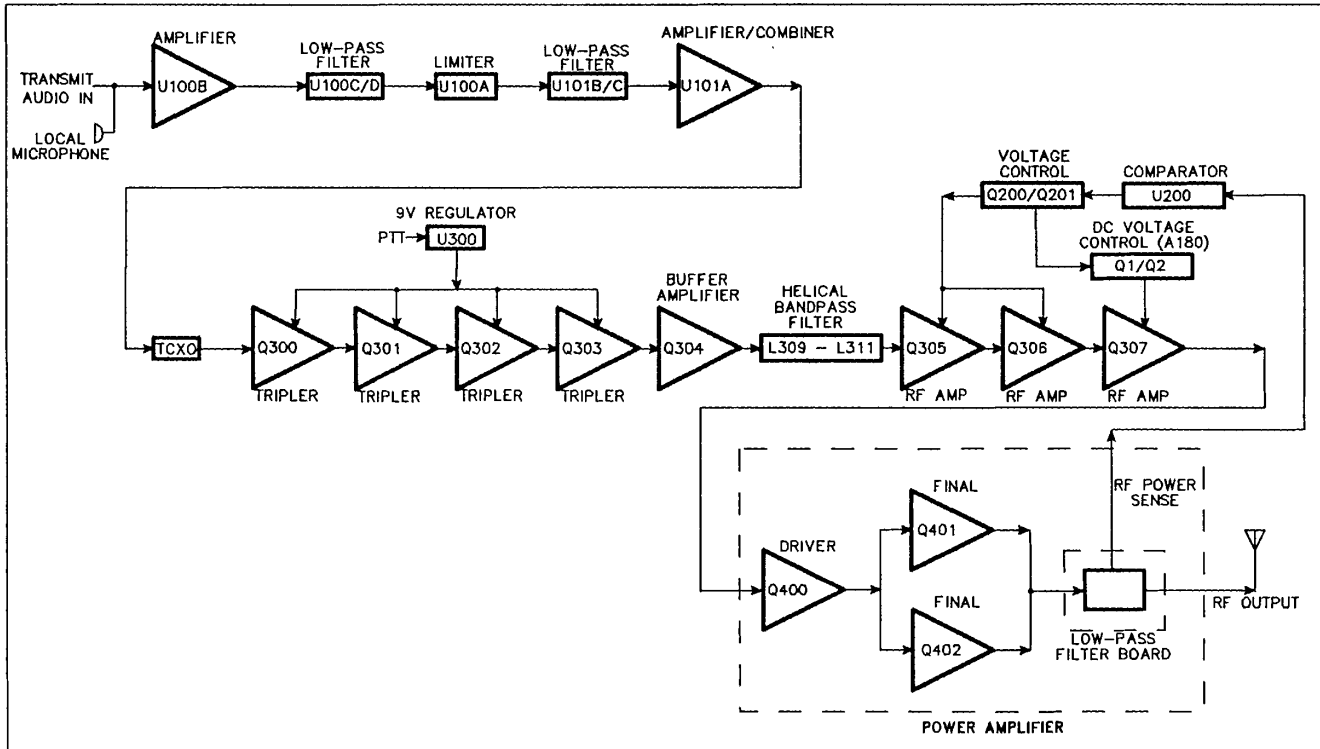 AMPLIFIER
U100B
TRANSMIT
AUDIO IN
LOCAL
MICROPHONE
LOW-PASS
FILTER
U100C/D
LIMITER
U100A
LOW-PASS
FILTER
U101B/C
AMPLIFIER/COMBINER
U101A
VOLTAGE
CONTROL
Q200/Q201
COMPARATOR
U200
DC VOLTAGE
CONTROL (A180)
Q1/Q2
9V REGULATOR
PTT
U300
TCXO
Q300
TRIPLER
Q301
TRIPLER
Q302
TRIPLER
Q303
TRIPLER
BUFFER
AMPLIFIER
Q304
HELICAL
BANDPASS
FILTER
L309 - L311
Q305
RF AMP
Q306
RF AMP
Q307
RF AMP
DRIVER
Q400
FINAL
Q401
FINAL
Q402
RF POWER
SENSE
LOW-PASS
FILTER BOARD
RF OUTPUT
POWER AMPLIFIER